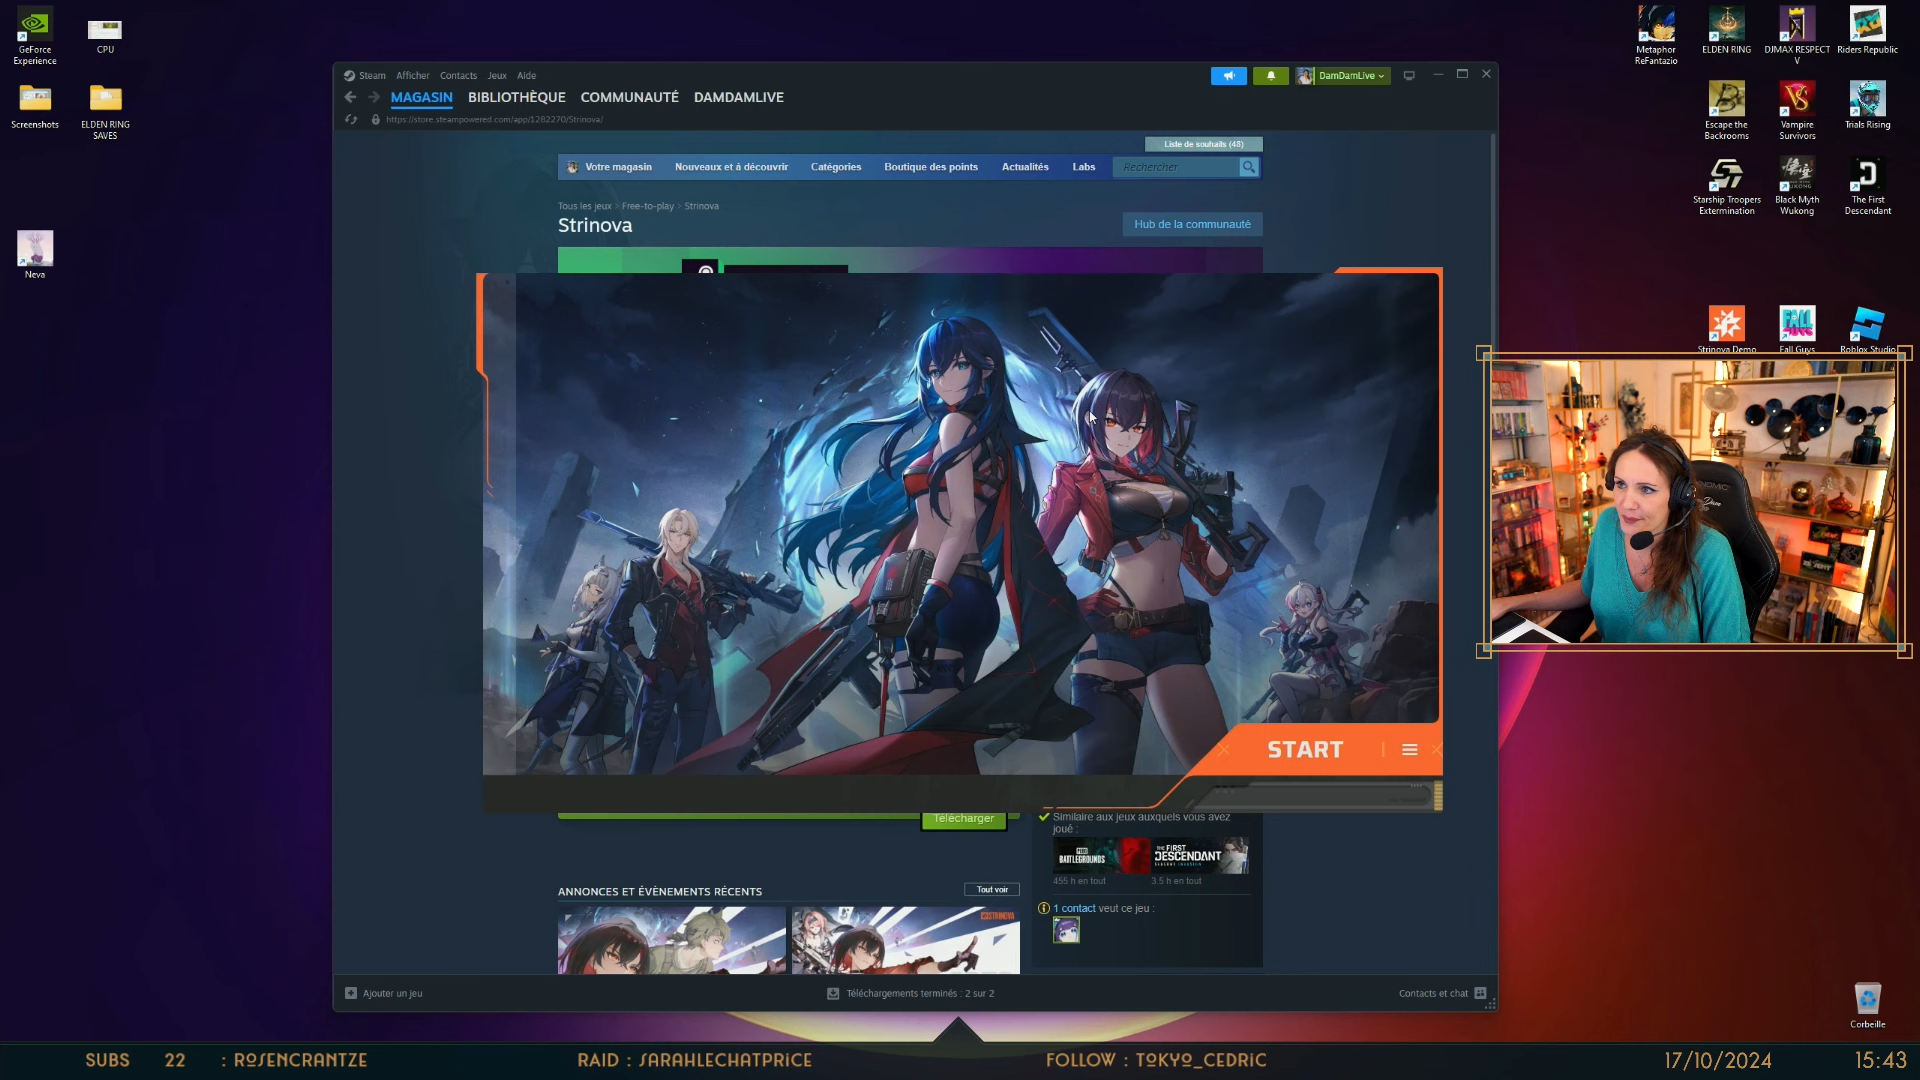 GeForce Experience
CPU
Screenshots
ELDEN RING SAVES
Neva
Steam Afficher Contacts Jeux Aide
DamDamLive
MAGASIN BIBLIOTHÈQUE COMMUNAUTÉ DAMDAMLIVE
https://store.steampowered.com/app/1282270/Strinova/
Liste de souhaits (48)
Votre magasin Nouveaux et à découvrir Catégories Boutique des points Actualités Labs Rechercher
Tous les jeux > Free-to-play > Strinova
Strinova
Hub de la communauté
START
Télécharger
Similaire aux jeux auxquels vous avez joué :
BATTLEGROUNDS
THE FIRST DESCENDANT
455 h en tout 3.5 h en tout
1 contact veut ce jeu :
ANNONCES ET ÉVÈNEMENTS RÉCENTS Tout voir
STRINOVA
Ajouter un jeu
Téléchargements terminés : 2 sur 2
Contacts et chat
Metaphor ReFantazio
ELDEN RING
DJMAX RESPECT V
Riders Republic
Escape the Backrooms
Vampire Survivors
Trials Rising
Starship Troopers Extermination
Black Myth Wukong
The First Descendant
Strinova Demo
Fall Guys
Roblox Studio
Corbeille
SUBS 22 : ROSENCRANTZE
RAID : SARAHLECHATPRICE
FOLLOW : TOKYO_CEDRIC
17/10/2024 15:43